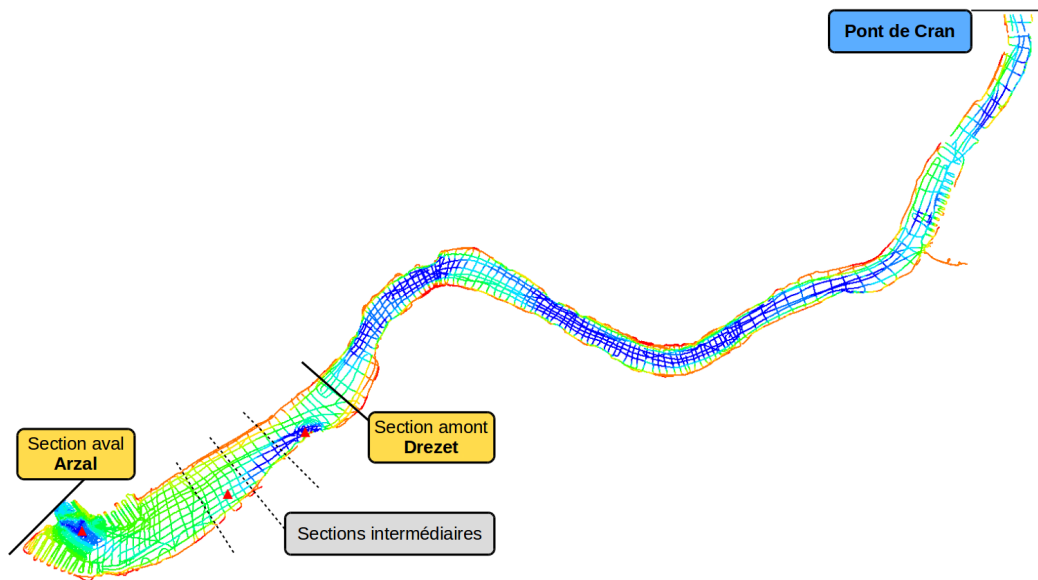 Pont de Cran
Section amont
Drezet
Section aval
Arzal
Sections intermédiaires